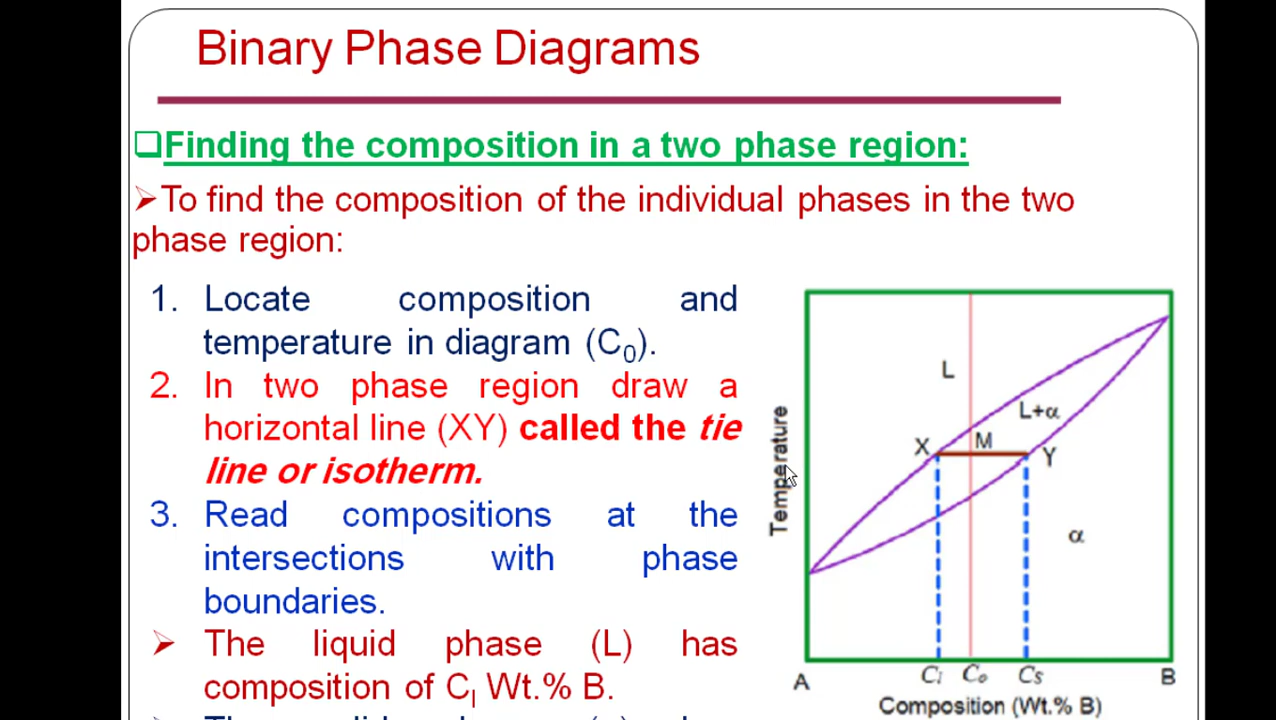 Binary Phase Diagrams
Finding the composition in a two phase region:
To find the composition of the individual phases in the two
phase region:
1. Locate composition and
temperature in diagram (C0).
2. In two phase region draw a
horizontal line (XY) called the tie
line or isotherm.
3. Read compositions at the
intersections with phase
boundaries.
The liquid phase (L) has
composition of Cl Wt.% B.
L
L+α
X
M
Y
α
Temperature
Cl Co Cs
A
B
Composition (Wt.% B)